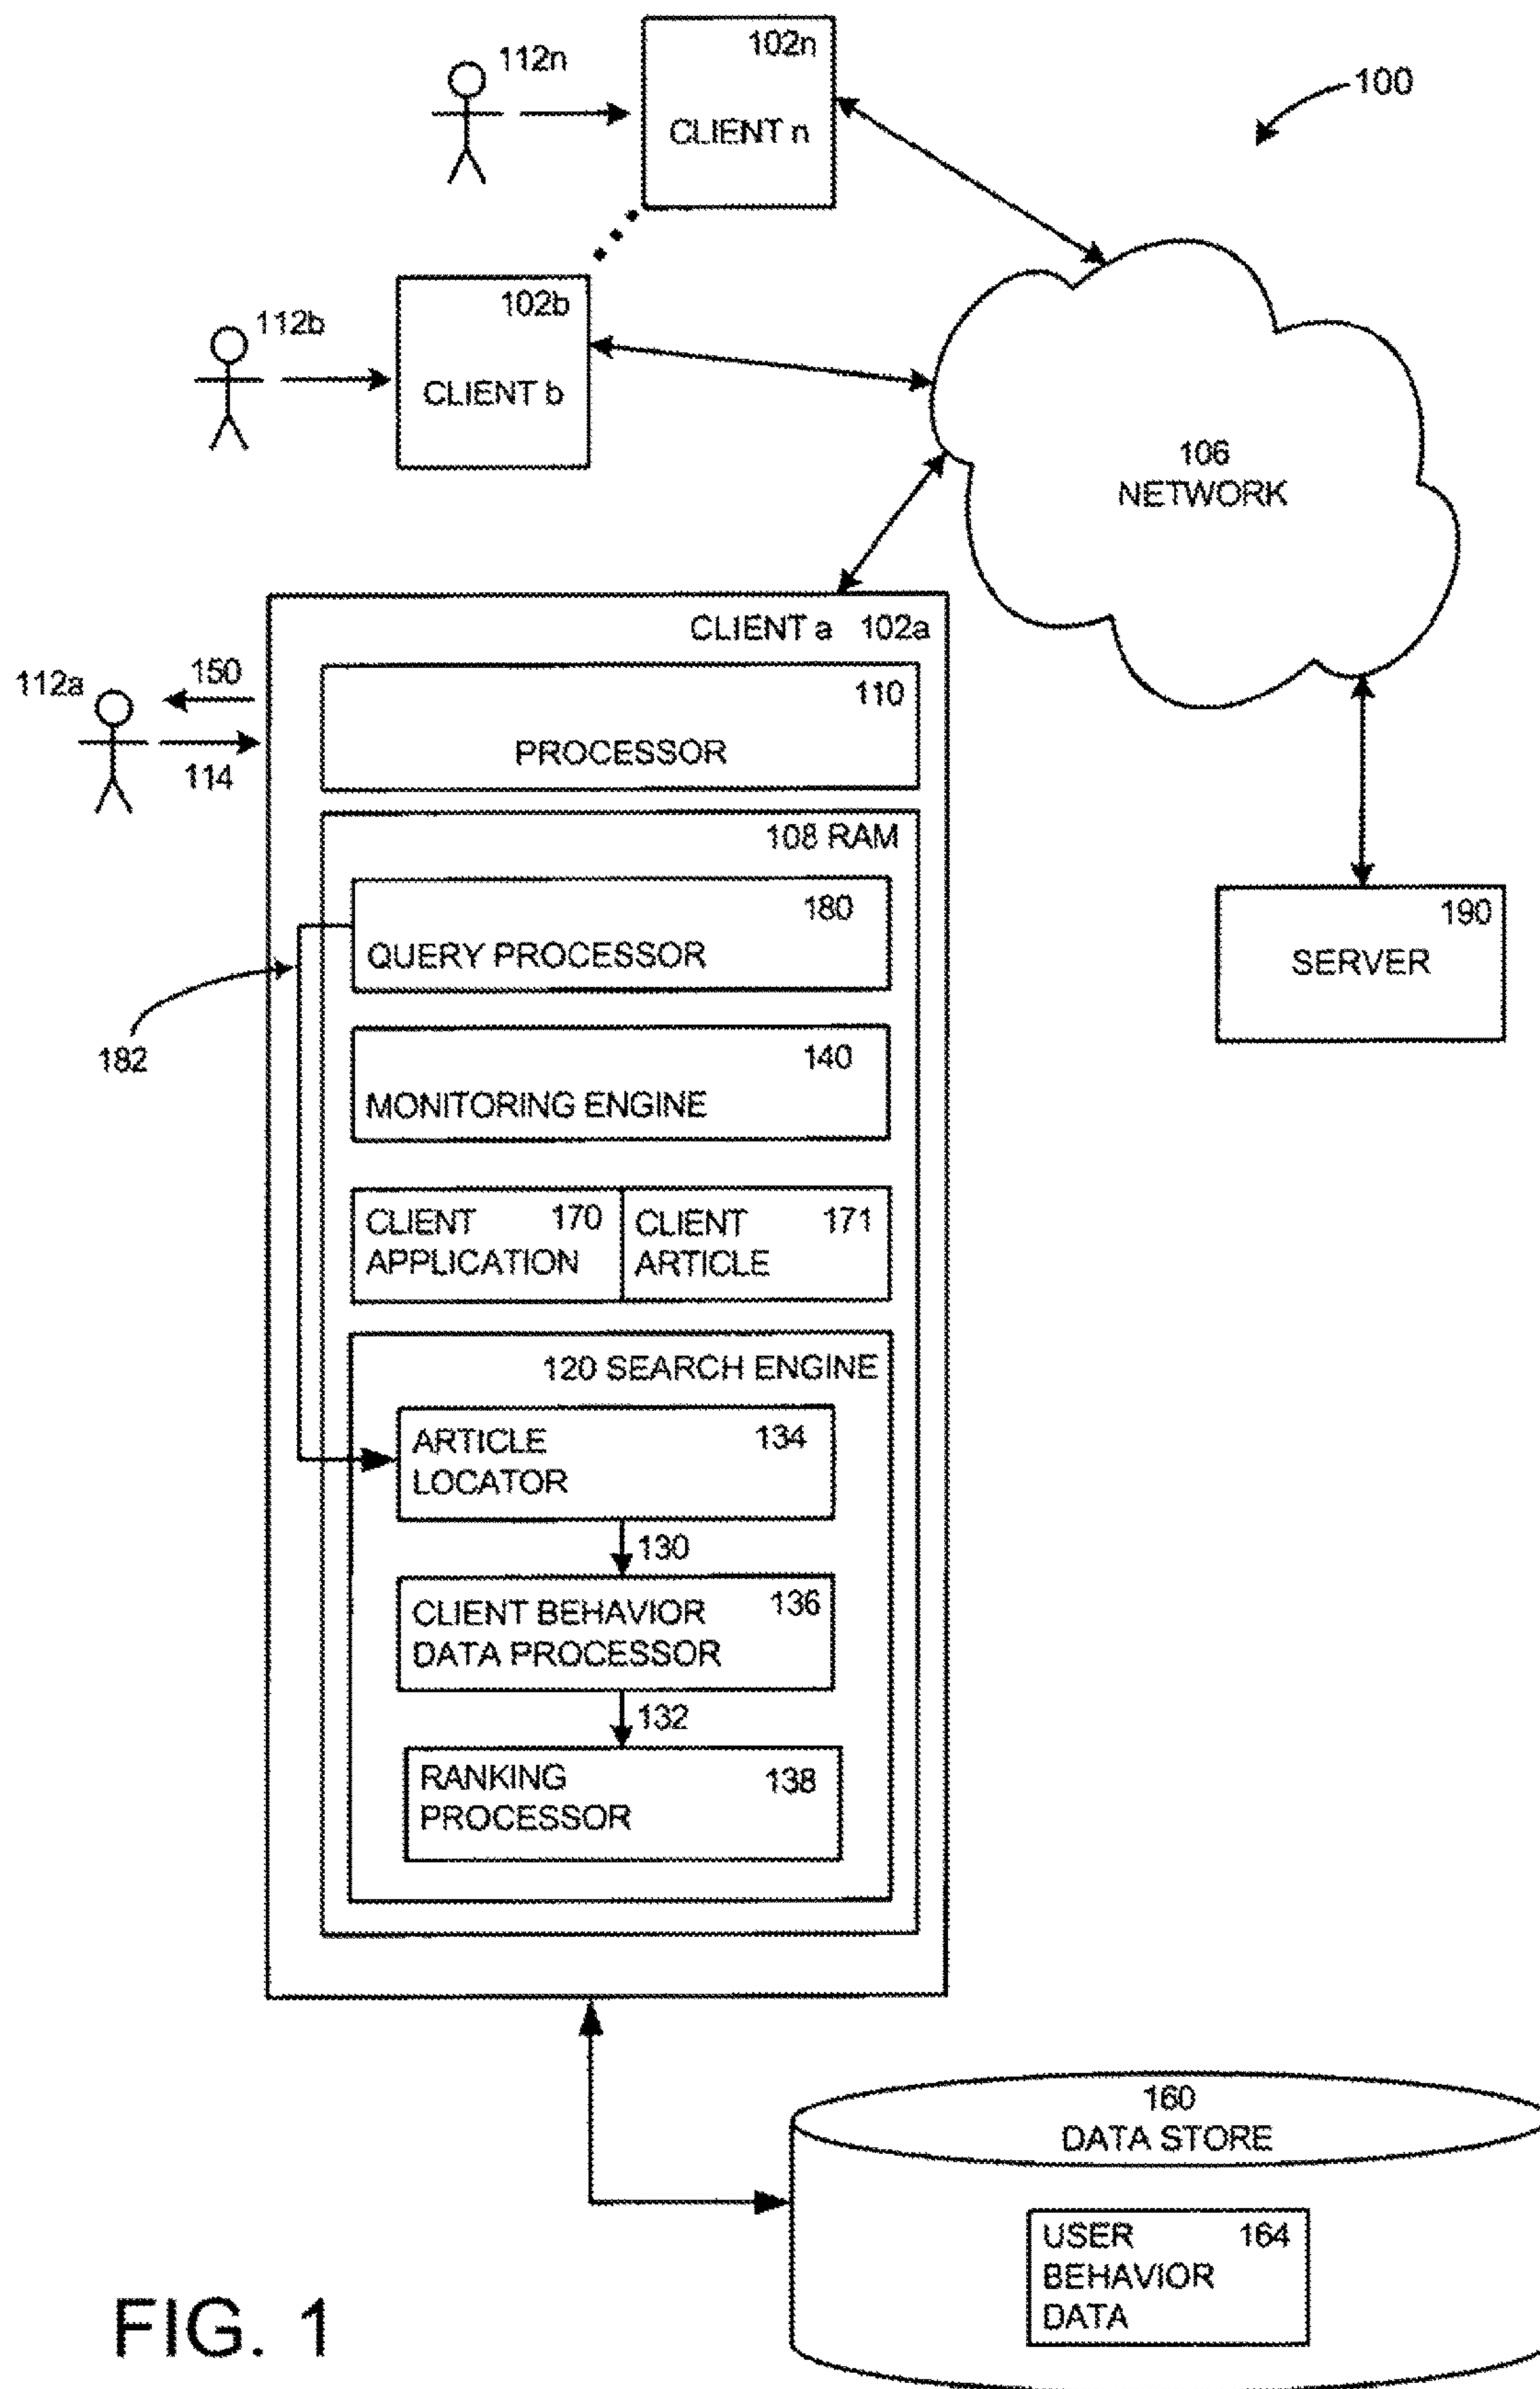 102n
112n
CLIENT n
100
102b
112b
CLIENT b
106
NETWORK
CLIENT a 102a
112a
150
114
110
PROCESSOR
108 RAM
180
QUERY PROCESSOR
182
190
SERVER
140
MONITORING ENGINE
CLIENT 170
APPLICATION
CLIENT 171
ARTICLE
120 SEARCH ENGINE
ARTICLE 134
LOCATOR
130
CLIENT BEHAVIOR 136
DATA PROCESSOR
132
RANKING 138
PROCESSOR
160
DATA STORE
USER 164
BEHAVIOR
DATA
FIG. 1